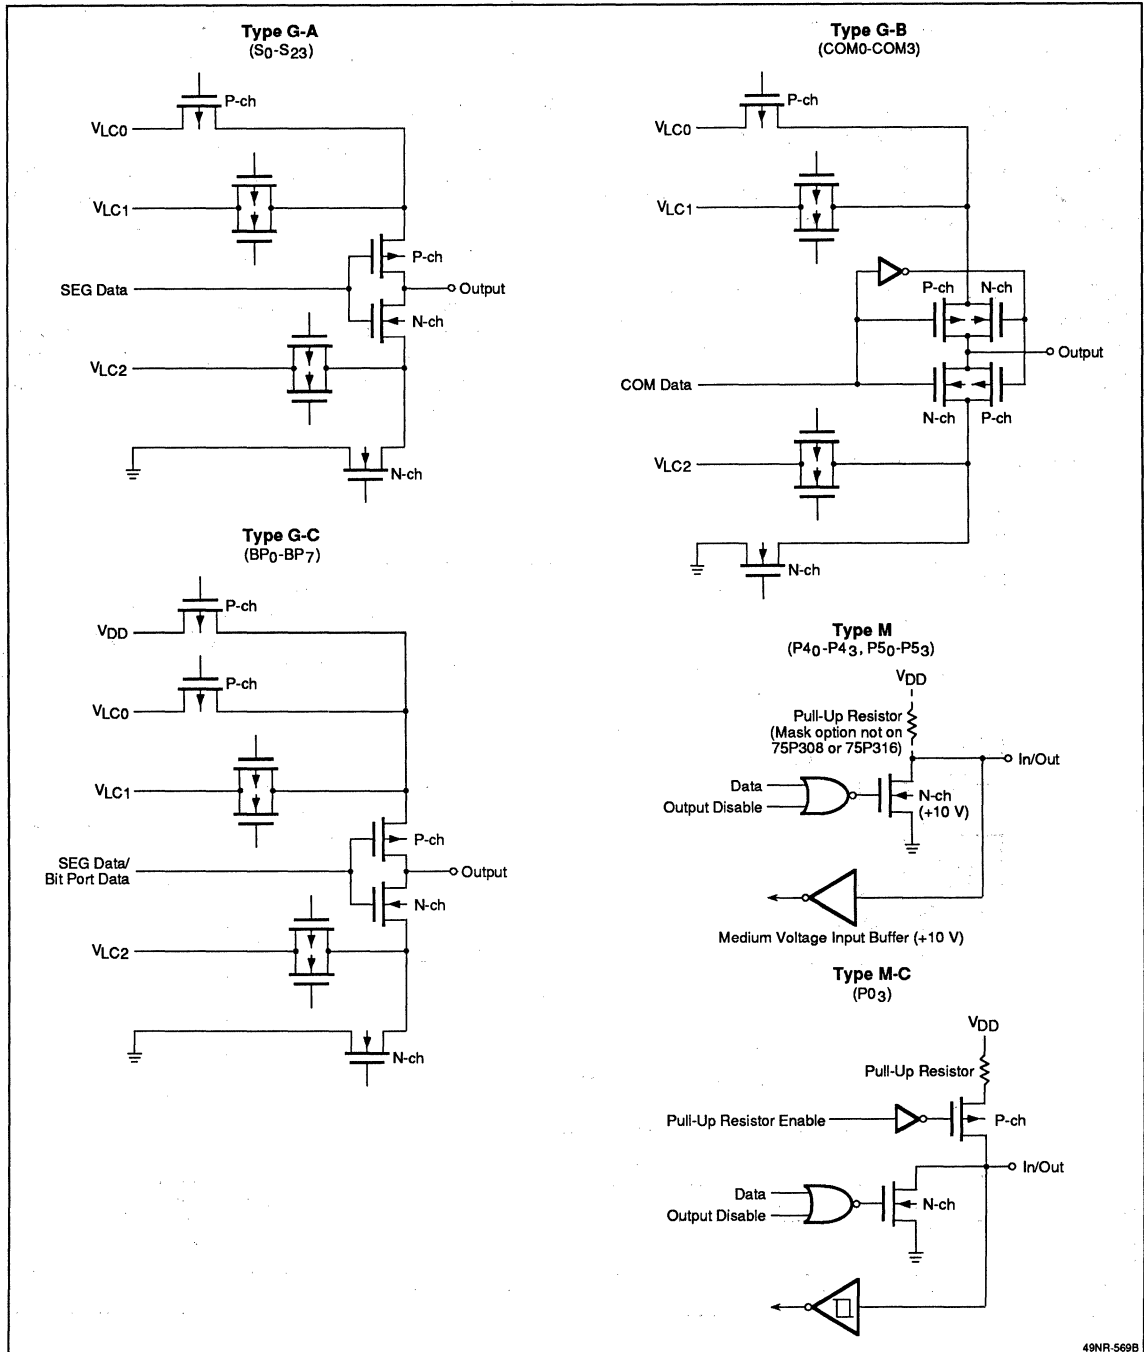 Type G-A
(S0-S23)
P-ch
VLC0
VLC1
P-ch
SEG Data
Output
N-ch
VLC2
N-ch
Type G-B
(COM0-COM3)
P-ch
VLC0
VLC1
P-ch N-ch
Output
COM Data
N-ch P-ch
VLC2
N-ch
Type G-C
(BP0-BP7)
P-ch
VDD
P-ch
VLC0
VLC1
P-ch
SEG Data/
Bit Port Data
Output
N-ch
VLC2
N-ch
Type M
(P40-P43, P50-P53)
VDD
Pull-Up Resistor
(Mask option not on
75P308 or 75P316)
In/Out
Data
Output Disable
N-ch
(+10 V)
Medium Voltage Input Buffer (+10 V)
Type M-C
(P03)
VDD
Pull-Up Resistor
Pull-Up Resistor Enable
P-ch
In/Out
Data
Output Disable
N-ch
49NR-569B